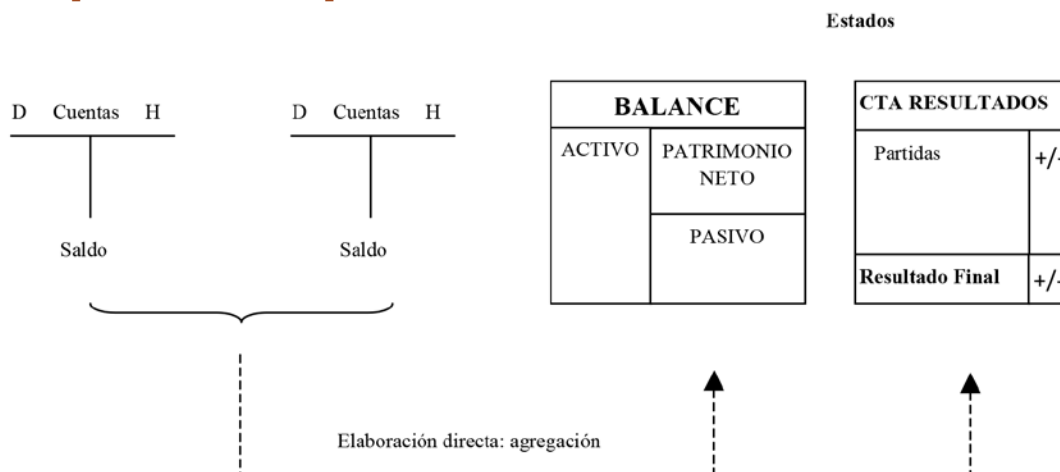 Estados
D Cuentas H
D Cuentas H
Saldo
Saldo
BALANCE
ACTIVO
PATRIMONIO
NETO
PASIVO
CTA RESULTADOS
Partidas
+/-
Resultado Final
+/-
Elaboración directa: agregación